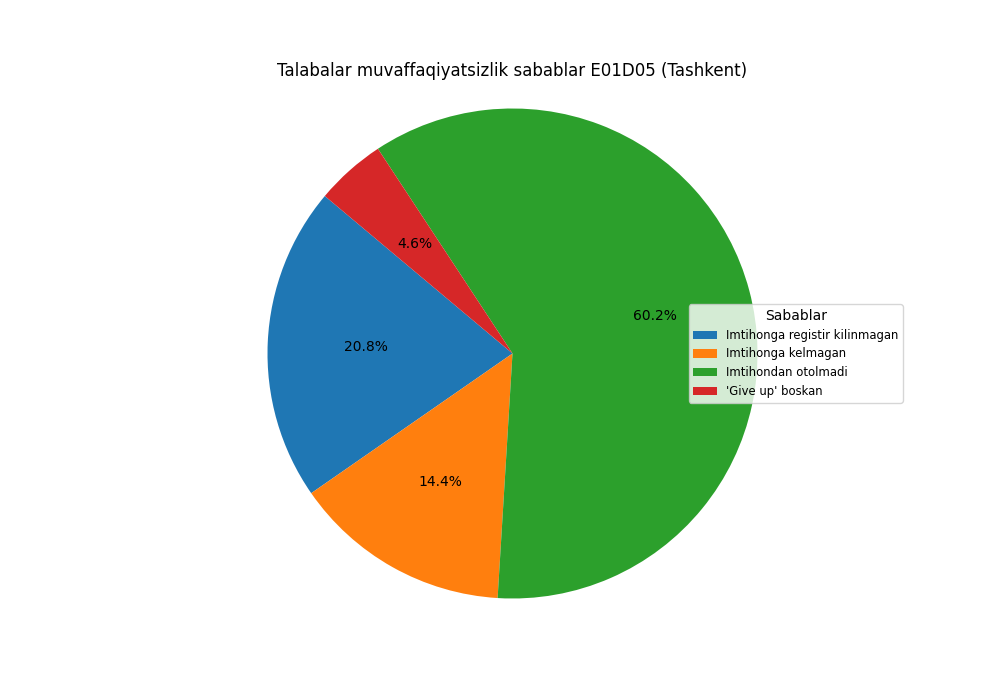 Talabalar muvaffaqiyatsizlik sabablar E01D05 (Tashkent)
4.6%
60.2%
20.8%
14.4%
Sabablar
Imtihonga registir kilinmagan
Imtihonga kelmagan
Imtihondan otolmadi
'Give up' boskan